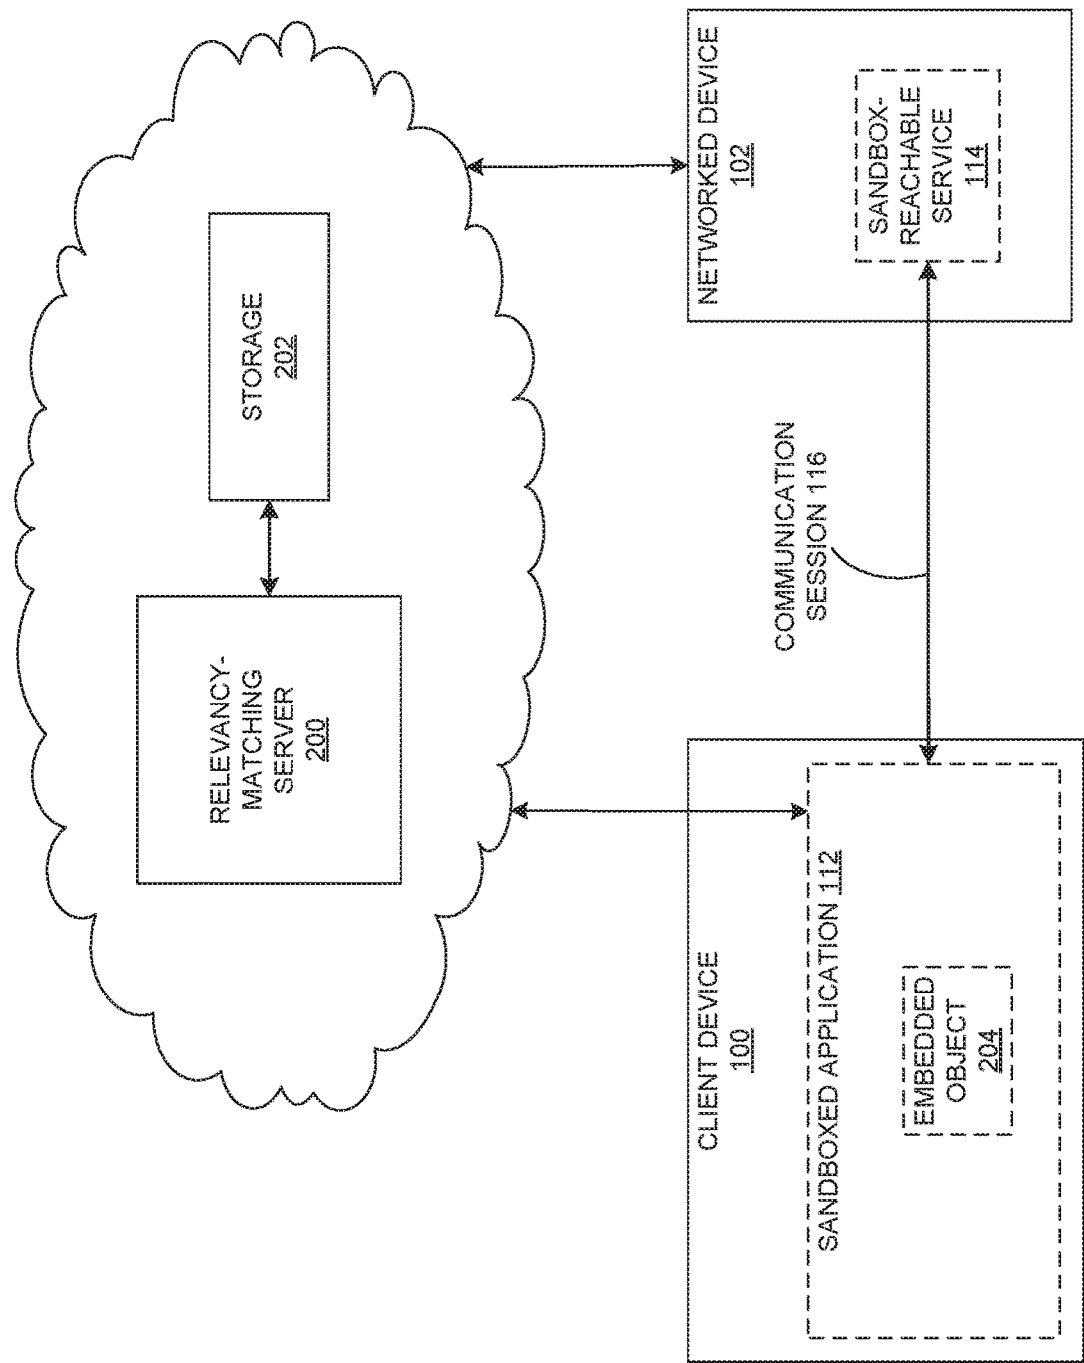 RELEVANCY-
MATCHING
SERVER
200
STORAGE
202
CLIENT DEVICE
100
SANDBOXED APPLICATION 112
EMBEDDED
OBJECT
204
COMMUNICATION
SESSION 116
NETWORKED DEVICE
102
SANDBOX-
REACHABLE
SERVICE
114